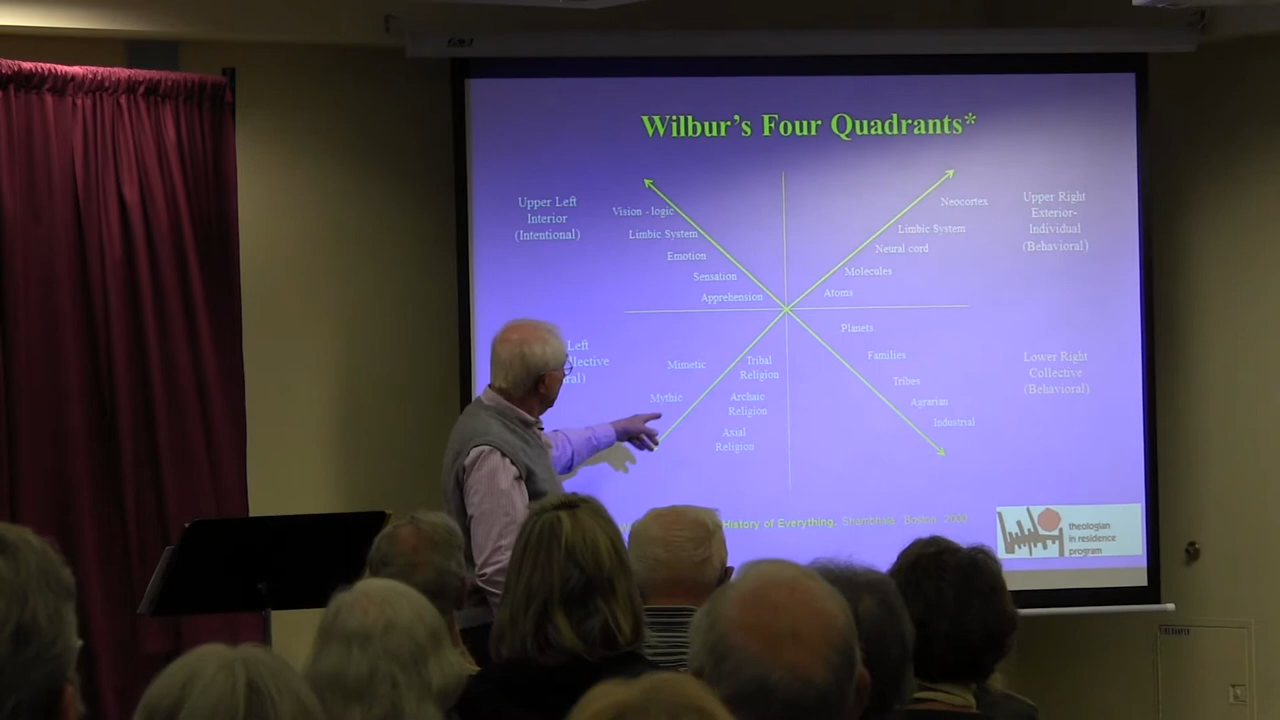 Wilbur's Four Quadrants*
Upper Left
Interior
(Intentional)
Vision - logic
Limbic System
Emotion
Sensation
Apprehension
Neocortex
Limbic System
Neural cord
Molecules
Atoms
Upper Right
Exterior-
Individual
(Behavioral)
Left
llective
ral)
Mimetic
Mythic
Tribal
Religion
Archaic
Religion
Axial
Religion
Planets
Families
Tribes
Agrarian
Industrial
Lower Right
Collective
(Behavioral)
History of Everything. Shambhala, Boston, 2000
theologian
in residence
program